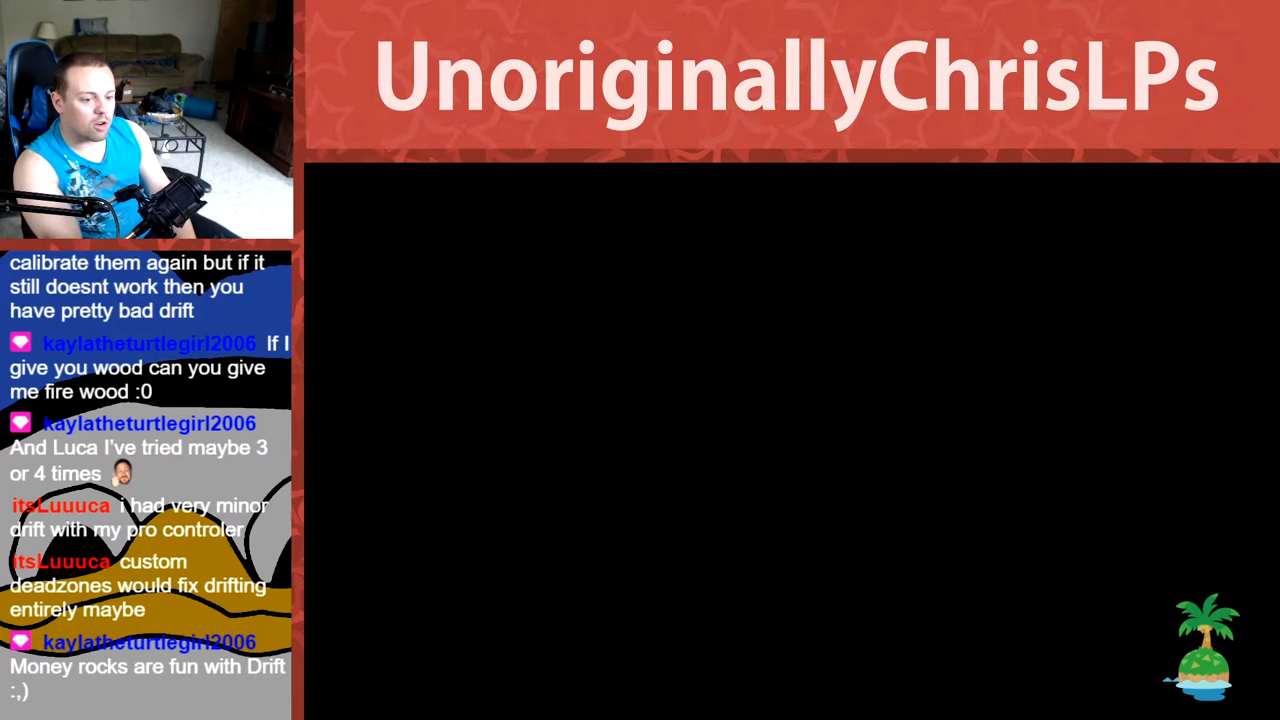 UnoriginallyChrisLPs
calibrate them again but if it
still doesnt work then you
have pretty bad drift
kaylatheturtlegirl2006 If I
give you wood can you give
me fire wood :0
kaylatheturtlegirl2006
And Luca I've tried maybe 3
or 4 times
itsLuuuca i had very minor
drift with my pro controler
itsLuuuca custom
deadzones would fix drifting
entirely maybe
kaylatheturtlegirl2006
Money rocks are fun with Drift
:,)